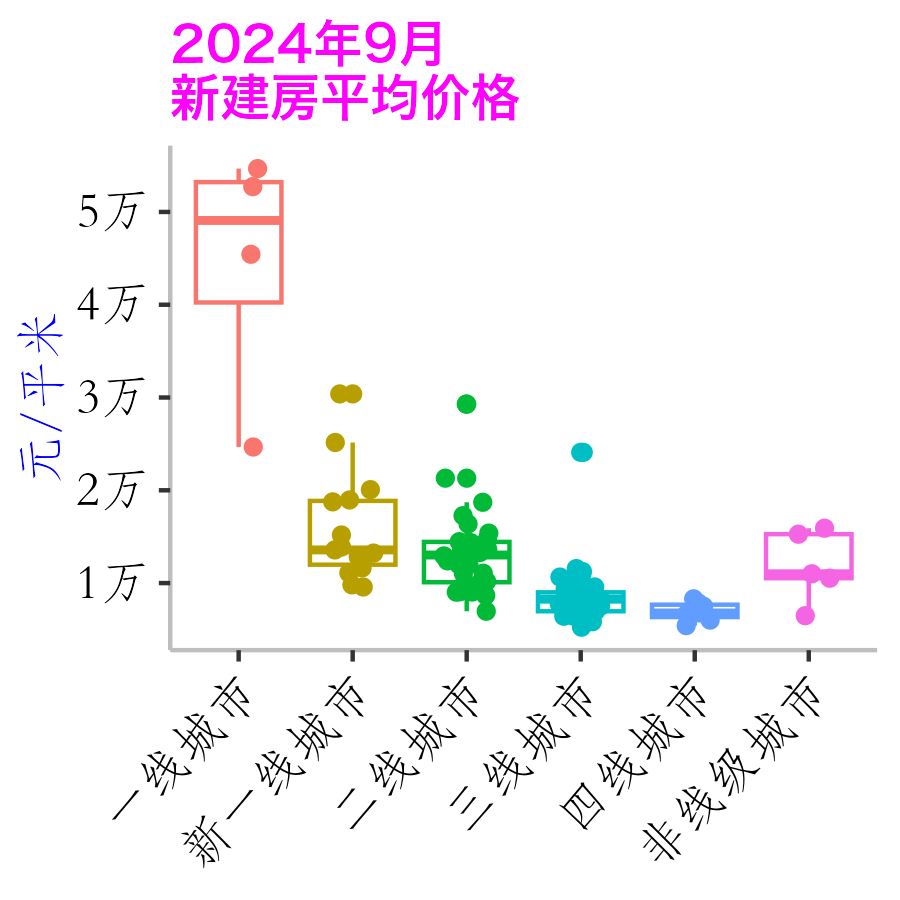 2024年9月
新建房平均价格
元/平米
5万
4万
3万
2万
1万
一线城市
新一线城市
二线城市
三线城市
四线城市
非线级城市